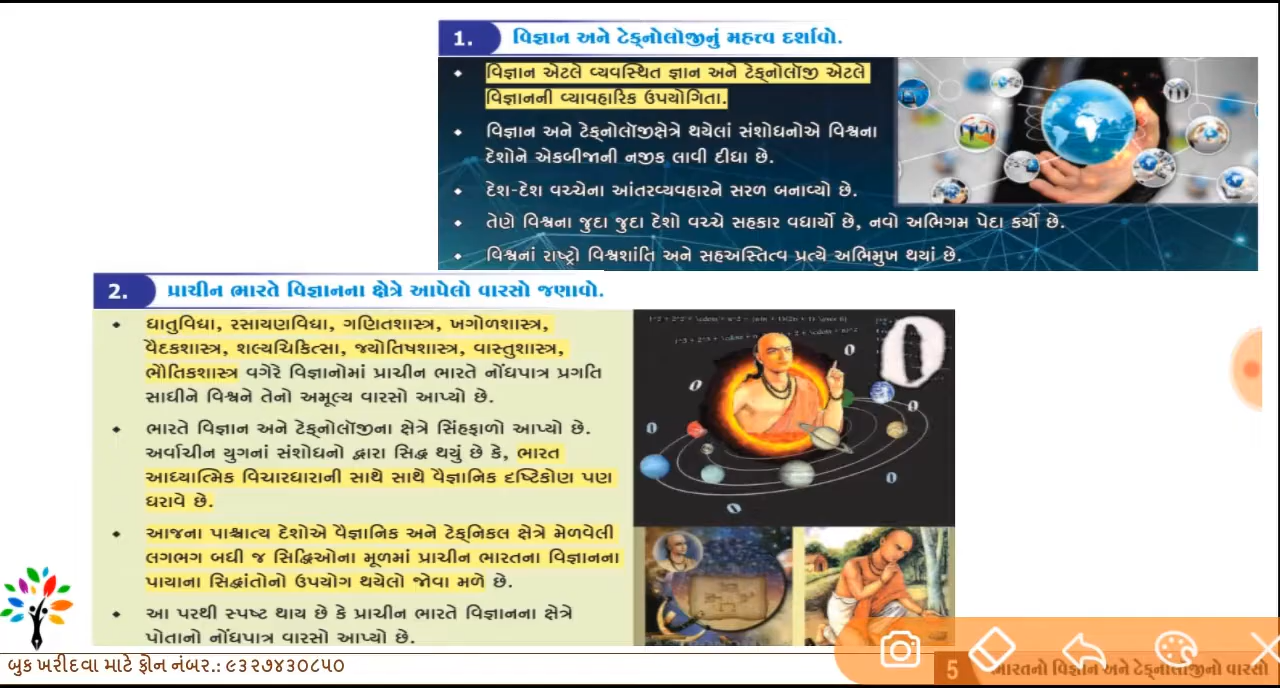 1. વિજ્ઞાન અને ટેક્નોલૉજીનું મહત્ત્વ દર્શાવો.
• વિજ્ઞાન એટલે વ્યવસ્થિત જ્ઞાન અને ટેક્નોલૉજી એટલે
વિજ્ઞાનની વ્યાવહારિક ઉપયોગિતા.
• વિજ્ઞાન અને ટેક્નોલૉજીક્ષેત્રે થયેલાં સંશોધનોએ વિશ્વના
દેશોને એકબીજાની નજીક લાવી દીધા છે.
• દેશ-દેશ વચ્ચેના આંતરવ્યવહારને સરળ બનાવ્યો છે.
• તેણે વિશ્વના જુદા જુદા દેશો વચ્ચે સહકાર વધાર્યો છે, નવો અભિગમ પેદા કર્યો છે.
• વિશ્વનાં રાષ્ટ્રો વિશ્વશાંતિ અને સહઅસ્તિત્વ પ્રત્યે અભિમુખ થયાં છે.
2. પ્રાચીન ભારતે વિજ્ઞાનના ક્ષેત્રે આપેલો વારસો જણાવો.
• ધાતુવિદ્યા, રસાયણવિદ્યા, ગણિતશાસ્ત્ર, ખગોળશાસ્ત્ર,
વૈદકશાસ્ત્ર, શલ્યચિકિત્સા, જ્યોતિષશાસ્ત્ર, વાસ્તુશાસ્ત્ર,
ભૌતિકશાસ્ત્ર વગેરે વિજ્ઞાનોમાં પ્રાચીન ભારતે નોંધપાત્ર પ્રગતિ
સાધીને વિશ્વને તેનો અમૂલ્ય વારસો આપ્યો છે.
• ભારતે વિજ્ઞાન અને ટેક્નોલૉજીના ક્ષેત્રે સિંહફાળો આપ્યો છે.
અર્વાચીન યુગનાં સંશોધનો દ્વારા સિદ્ધ થયું છે કે, ભારત
આધ્યાત્મિક વિચારધારાની સાથે સાથે વૈજ્ઞાનિક દૃષ્ટિકોણ પણ
ધરાવે છે.
• આજના પાશ્ચાત્ય દેશોએ વૈજ્ઞાનિક અને ટેક્નિકલ ક્ષેત્રે મેળવેલી
લગભગ બધી જ સિદ્ધિઓના મૂળમાં પ્રાચીન ભારતના વિજ્ઞાનના
પાયાના સિદ્ધાંતોનો ઉપયોગ થયેલો જોવા મળે છે.
• આ પરથી સ્પષ્ટ થાય છે કે પ્રાચીન ભારતે વિજ્ઞાનના ક્ષેત્રે
પોતાનો નોંધપાત્ર વારસો આપ્યો છે.
બુક ખરીદવા માટે ફોન નંબર.: ૯૩૨૭૪૩૦૮૫૦
5 ભારતનો વિજ્ઞાન અને ટેક્નોલૉજીનો વારસો